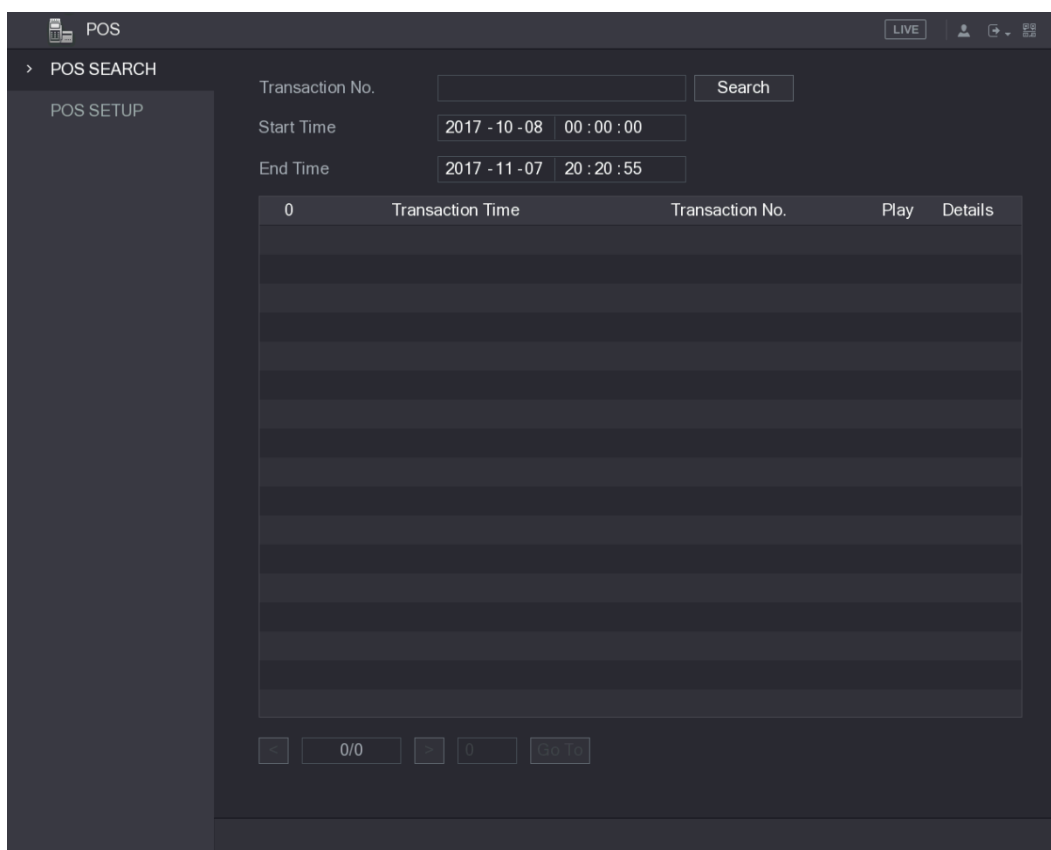 POS
LIVE
> POS SEARCH
POS SETUP
Transaction No.
Search
Start Time 2017 - 10 - 08 00 : 00 : 00
End Time 2017 - 11 - 07 20 : 20 : 55
0 Transaction Time Transaction No. Play Details
< 0/0 > 0 Go To